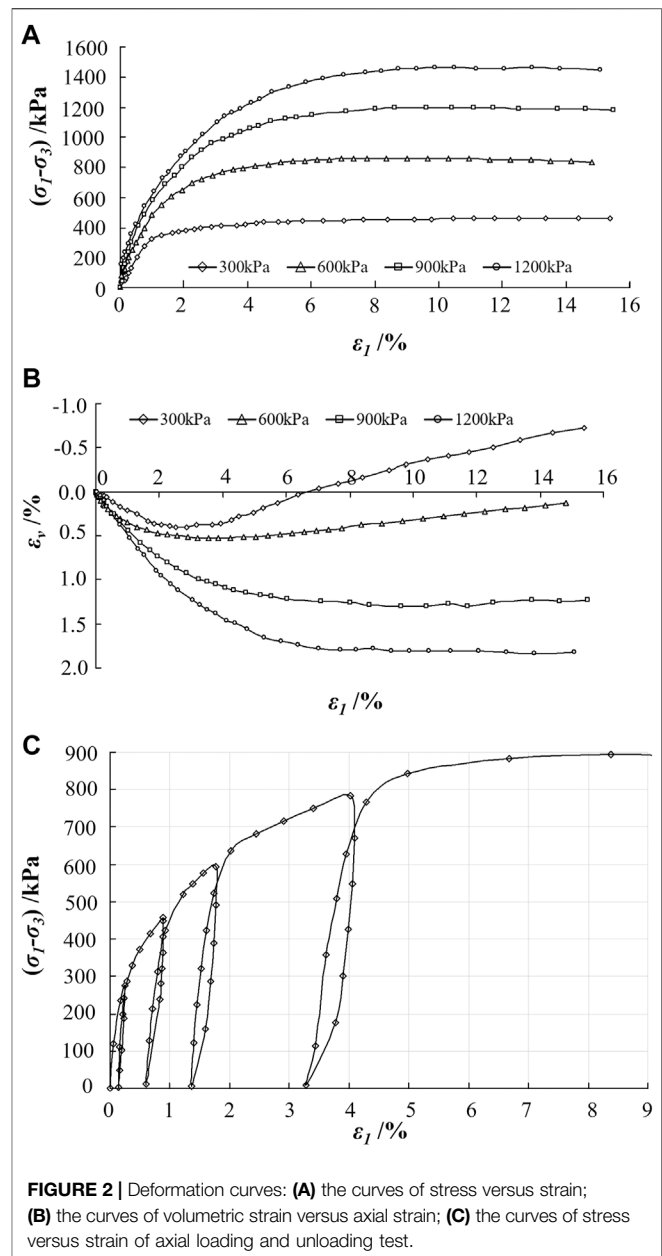 A
1600
1400
1200
1000
800
600
400
200
0
(σ1-σ3) /kPa
300kPa 600kPa 900kPa 1200kPa
0 2 4 6 8 10 12 14 16
ε1 /%
B
-1.0
-0.5
0.0
0.5
1.0
1.5
2.0
εv /%
300kPa 600kPa 900kPa 1200kPa
0 2 4 6 8 10 12 14 16
ε1 /%
C
900
800
700
600
500
400
300
200
100
0
(σ1-σ3) /kPa
0 1 2 3 4 5 6 7 8 9
ε1 /%
FIGURE 2 | Deformation curves: (A) the curves of stress versus strain;
(B) the curves of volumetric strain versus axial strain; (C) the curves of stress
versus strain of axial loading and unloading test.